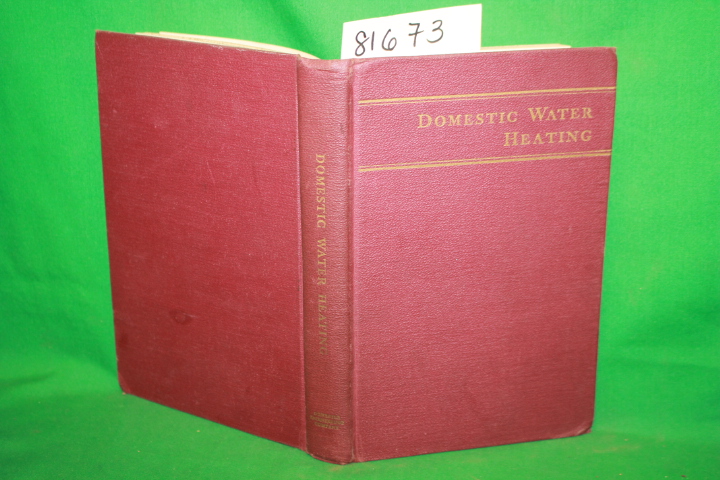 81673
DOMESTIC WATER
HEATING
DOMESTIC WATER HEATING